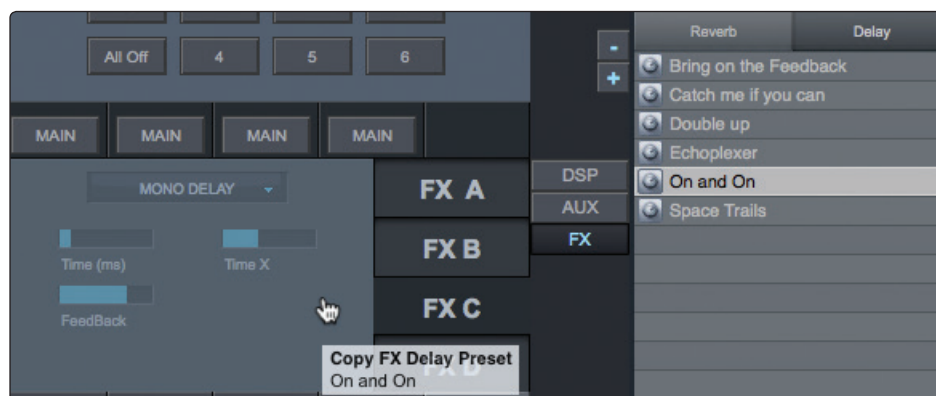 All Off 4 5 6
-
+
MAIN MAIN MAIN MAIN
MONO DELAY
Time (ms) Time X
FeedBack
FX A
FX B
FX C
FX D
Copy FX Delay Preset
On and On
DSP
AUX
FX
Reverb Delay
Bring on the Feedback
Catch me if you can
Double up
Echoplexer
On and On
Space Trails